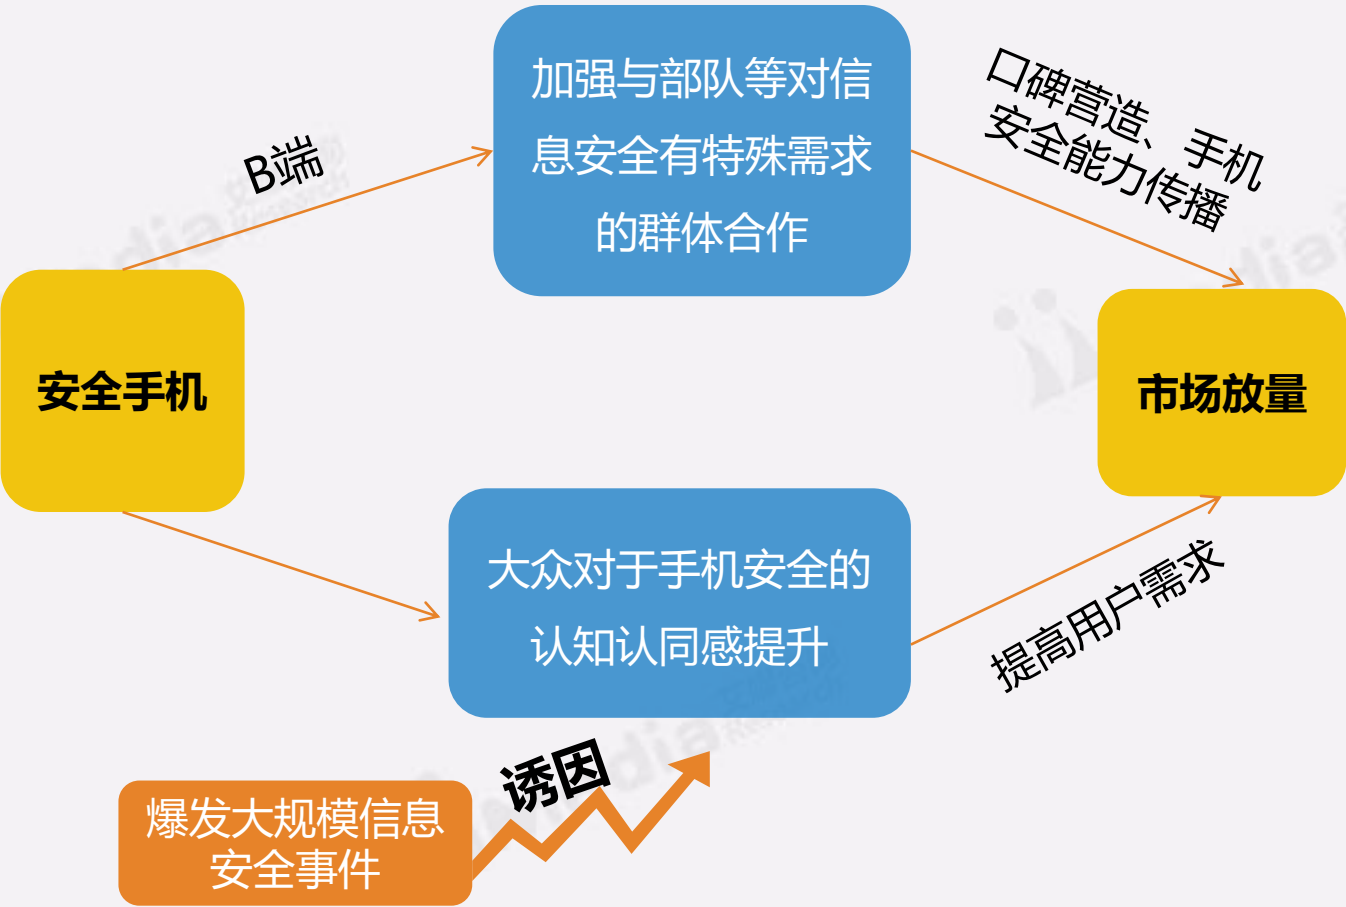 加强与部队等对信
息安全有特殊需求
的群体合作
口碑营造、手机
安全能力传播
B端
安全手机
市场放量
大众对于手机安全的
认知认同感提升
提高用户需求
诱因
爆发大规模信息
安全事件